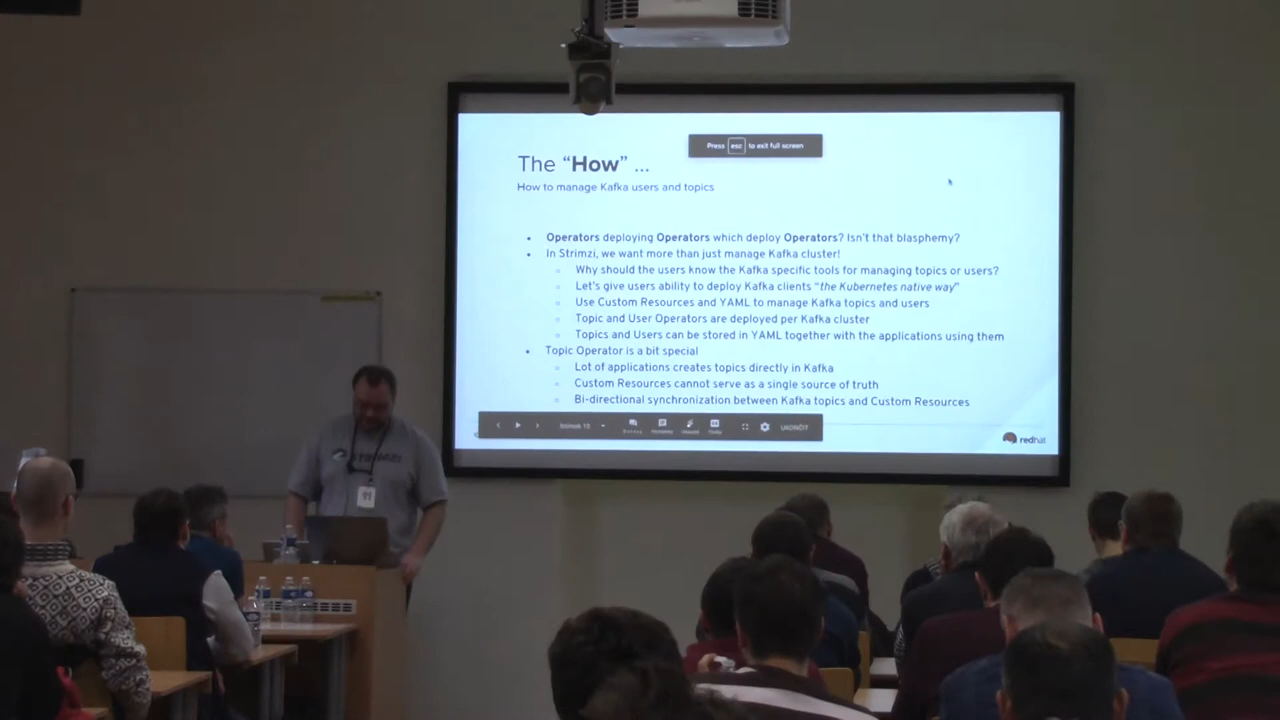 Press esc to exit full screen
The “How” ...
How to manage Kafka users and topics
• Operators deploying Operators which deploy Operators? Isn't that blasphemy?
• In Strimzi, we want more than just manage Kafka cluster!
Why should the users know the Kafka specific tools for managing topics or users?
Let's give users ability to deploy Kafka clients “the Kubernetes native way”
Use Custom Resources and YAML to manage Kafka topics and users
Topic and User Operators are deployed per Kafka cluster
Topics and Users can be stored in YAML together with the applications using them
• Topic Operator is a bit special
Lot of applications creates topics directly in Kafka
Custom Resources cannot serve as a single source of truth
Bi-directional synchronization between Kafka topics and Custom Resources
UKONČIT
redhat
STRIMZI